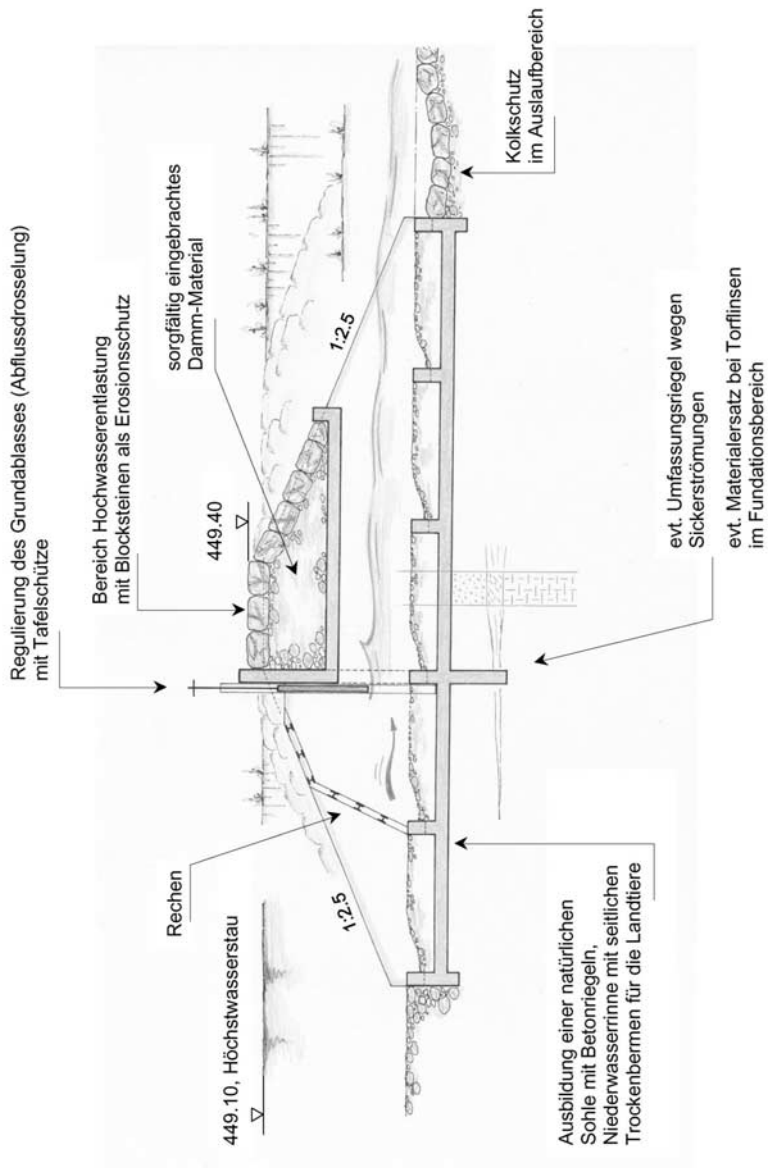 Regulierung des Grundablasses (Abflussdrosselung)
mit Tafelschütze
Bereich Hochwasserentlastung
mit Blocksteinen als Erosionsschutz
sorgfältig eingebrachtes
Damm-Material
449.40
Rechen
449.10, Höchstwasserstau
1:2.5
1:2.5
Kolkschutz
im Auslaufbereich
Ausbildung einer natürlichen
Sohle mit Betonriegeln,
Niederwasserrinne mit seitlichen
Trockenbermen für die Landtiere
evt. Umfassungsriegel wegen
Sickerströmungen
evt. Materialersatz bei Torflinsen
im Fundationsbereich